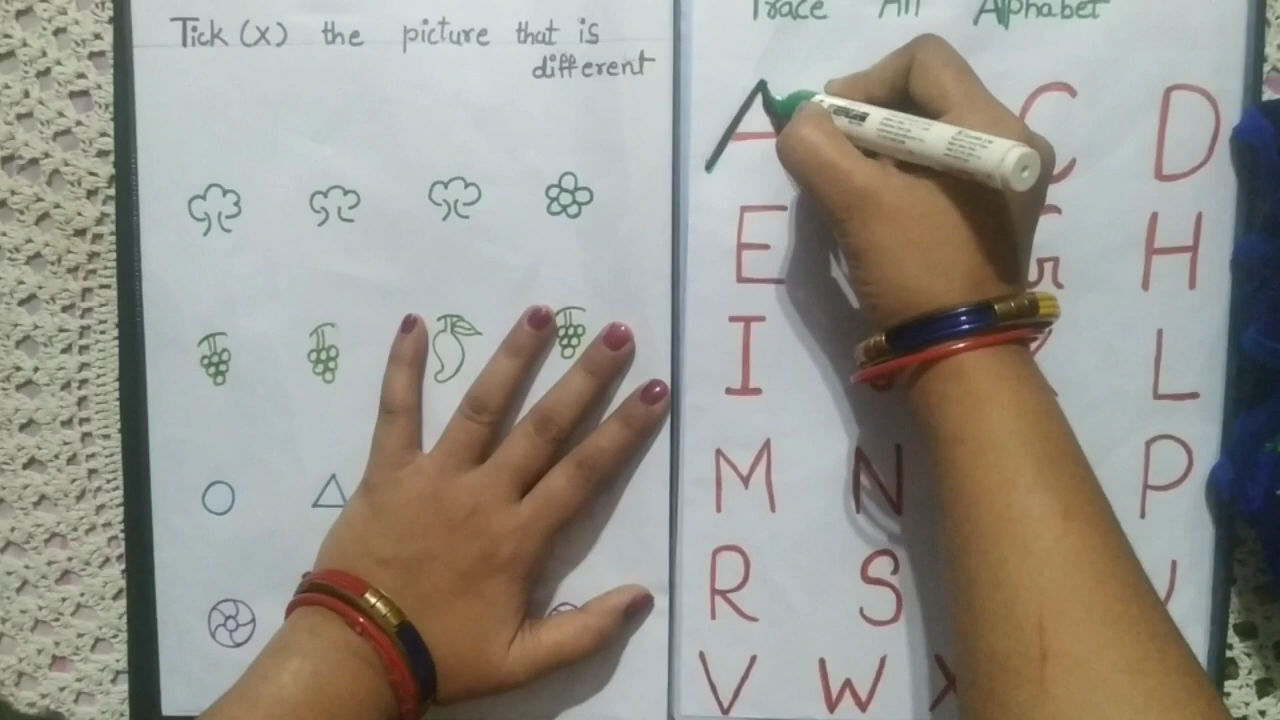 Tick (x) the picture that is
different
Trace All Alphabet
A C D
E G H
I L
M N P
R S
V W X